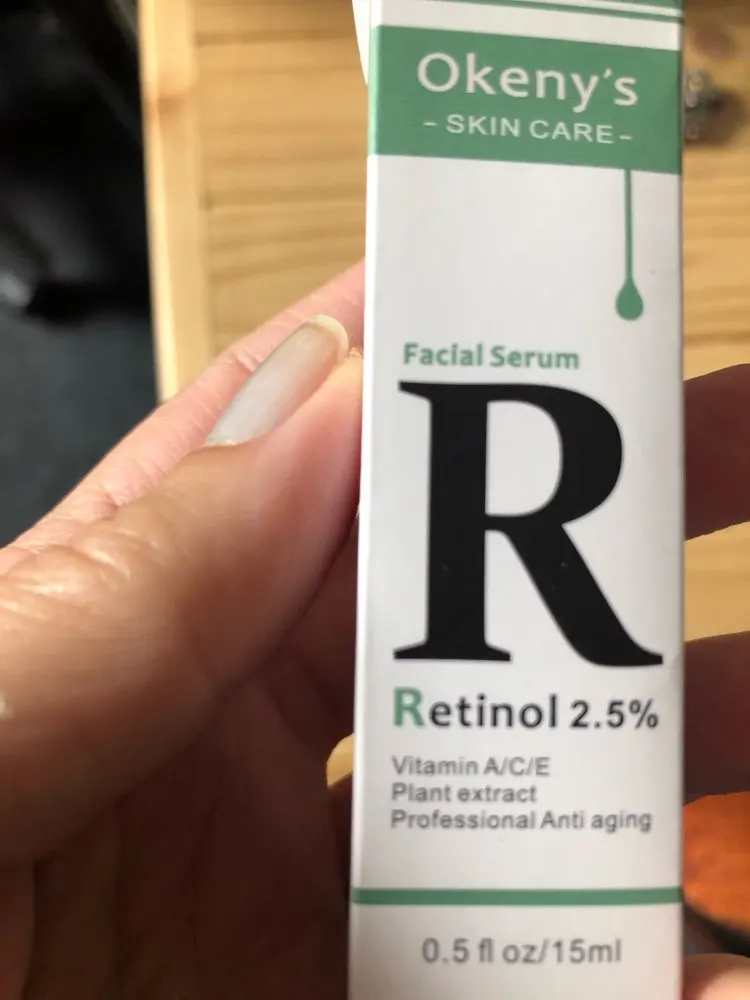 Okeny's
- SKIN CARE -
Facial Serum
R
Retinol 2.5%
Vitamin A/C/E
Plant extract
Professional Anti aging
0.5 fl oz/15ml